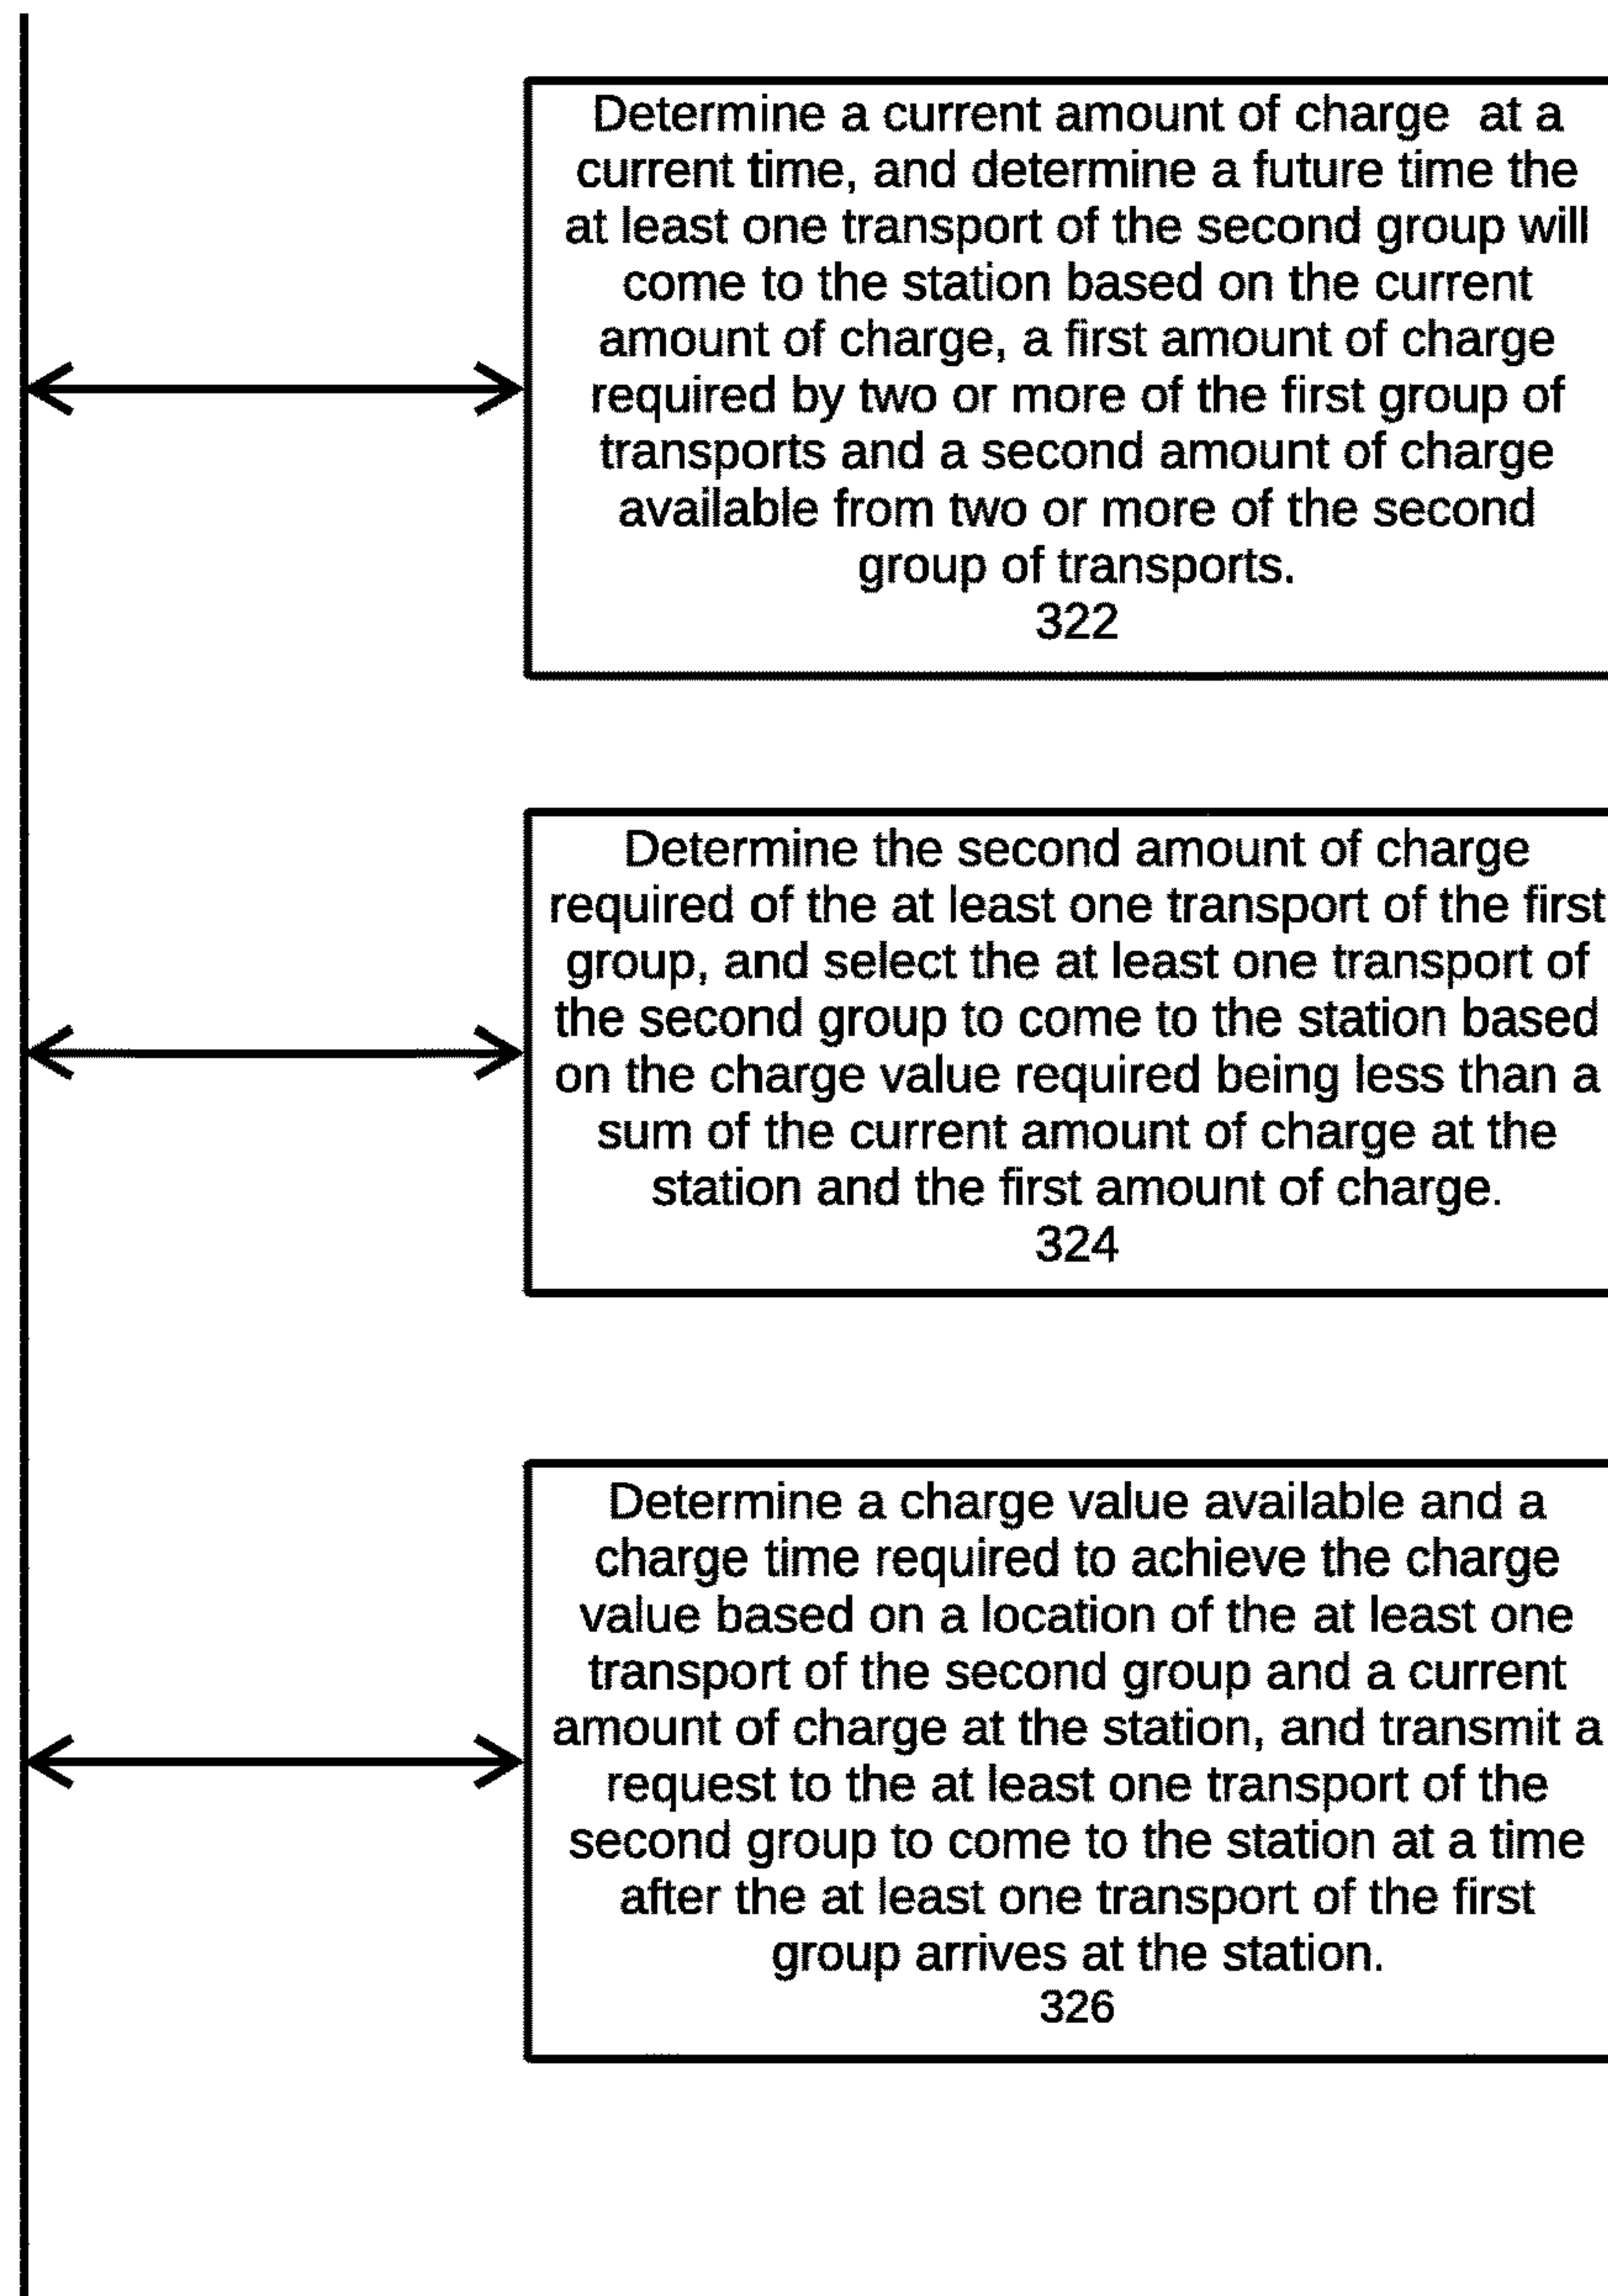 Determine a current amount of charge  at a
current time, and determine a future time the
at least one transport of the second group will
come to the station based on the current
amount of charge, a first amount of charge
required by two or more of the first group of
transports and a second amount of charge
available from two or more of the second
group of transports.
322
Determine the second amount of charge
required of the at least one transport of the first
group, and select the at least one transport of
the second group to come to the station based
on the charge value required being less than a
sum of the current amount of charge at the
station and the first amount of charge.
324
Determine a charge value available and a
charge time required to achieve the charge
value based on a location of the at least one
transport of the second group and a current
amount of charge at the station, and transmit a
request to the at least one transport of the
second group to come to the station at a time
after the at least one transport of the first
group arrives at the station.
326